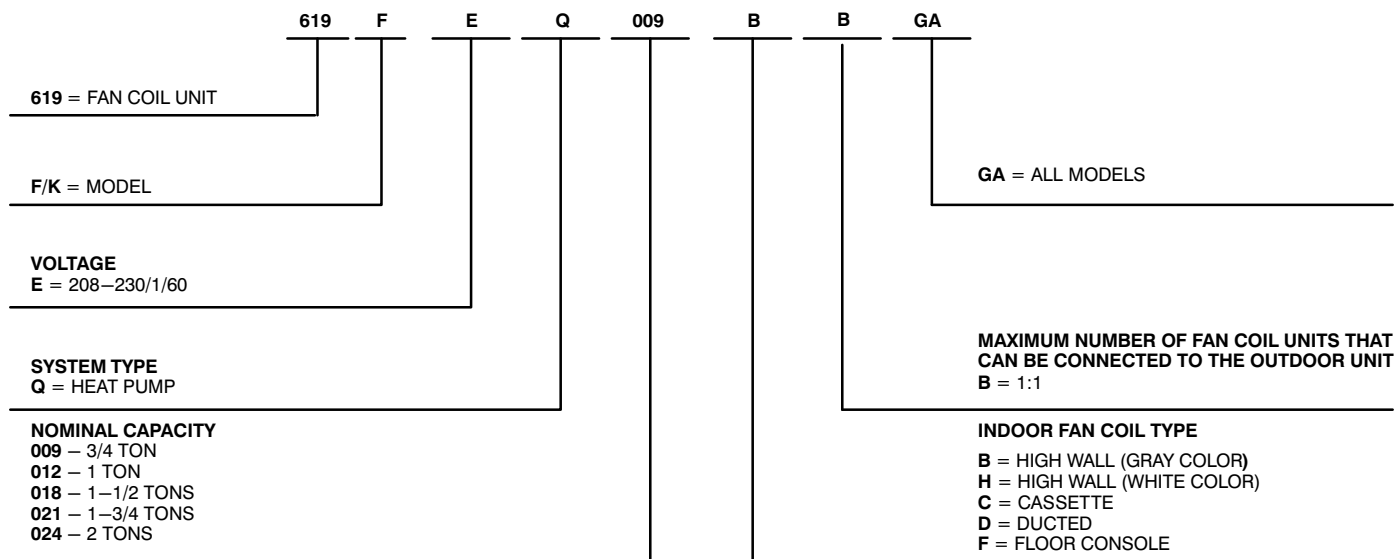 619 F E Q 009 B B GA
619 = FAN COIL UNIT
F/K = MODEL
GA = ALL MODELS
VOLTAGE
E = 208−230/1/60
SYSTEM TYPE
Q = HEAT PUMP
MAXIMUM NUMBER OF FAN COIL UNITS THAT
CAN BE CONNECTED TO THE OUTDOOR UNIT
B = 1:1
NOMINAL CAPACITY
009 − 3/4 TON
012 − 1 TON
018 − 1−1/2 TONS
021 − 1−3/4 TONS
024 − 2 TONS
INDOOR FAN COIL TYPE
B = HIGH WALL (GRAY COLOR)
H = HIGH WALL (WHITE COLOR)
C = CASSETTE
D = DUCTED
F = FLOOR CONSOLE